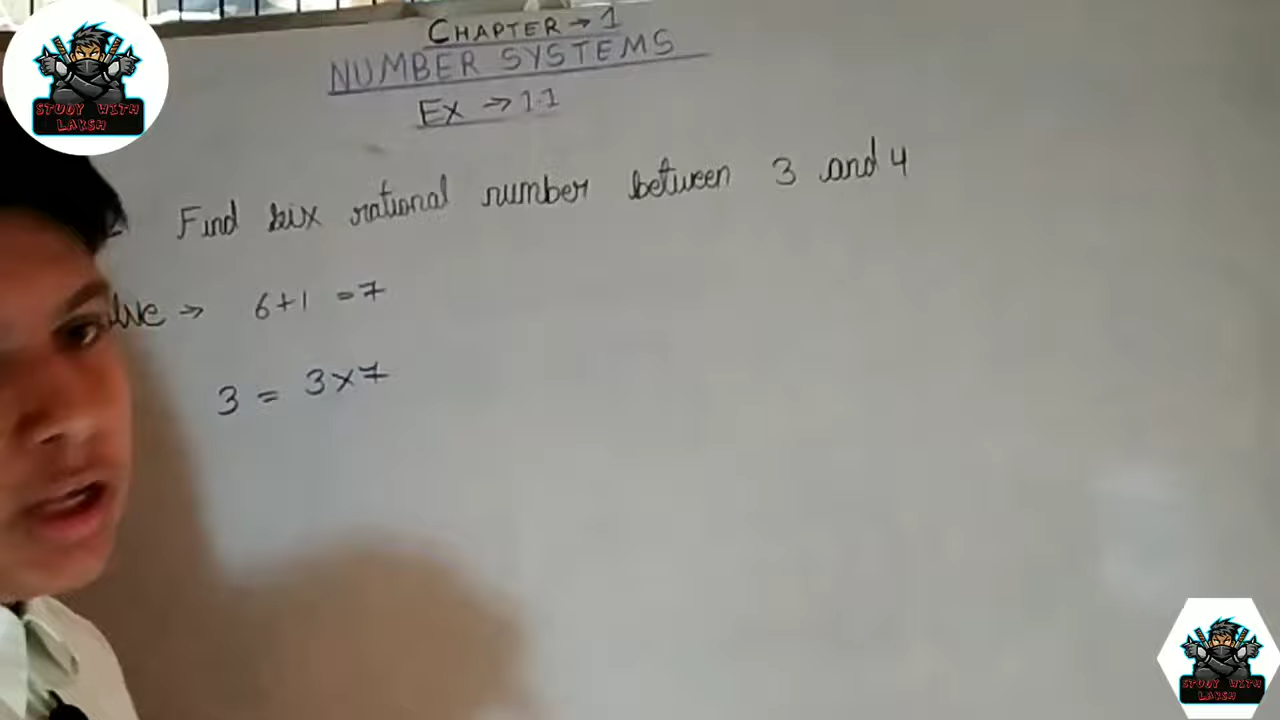 CHAPTER → 1
NUMBER SYSTEMS
EX → 1.1
Find six rational number between 3 and 4
6+1 = 7
3 = 3×7
STUDY WITH
LAKSH
STUDY WITH
LAKSH